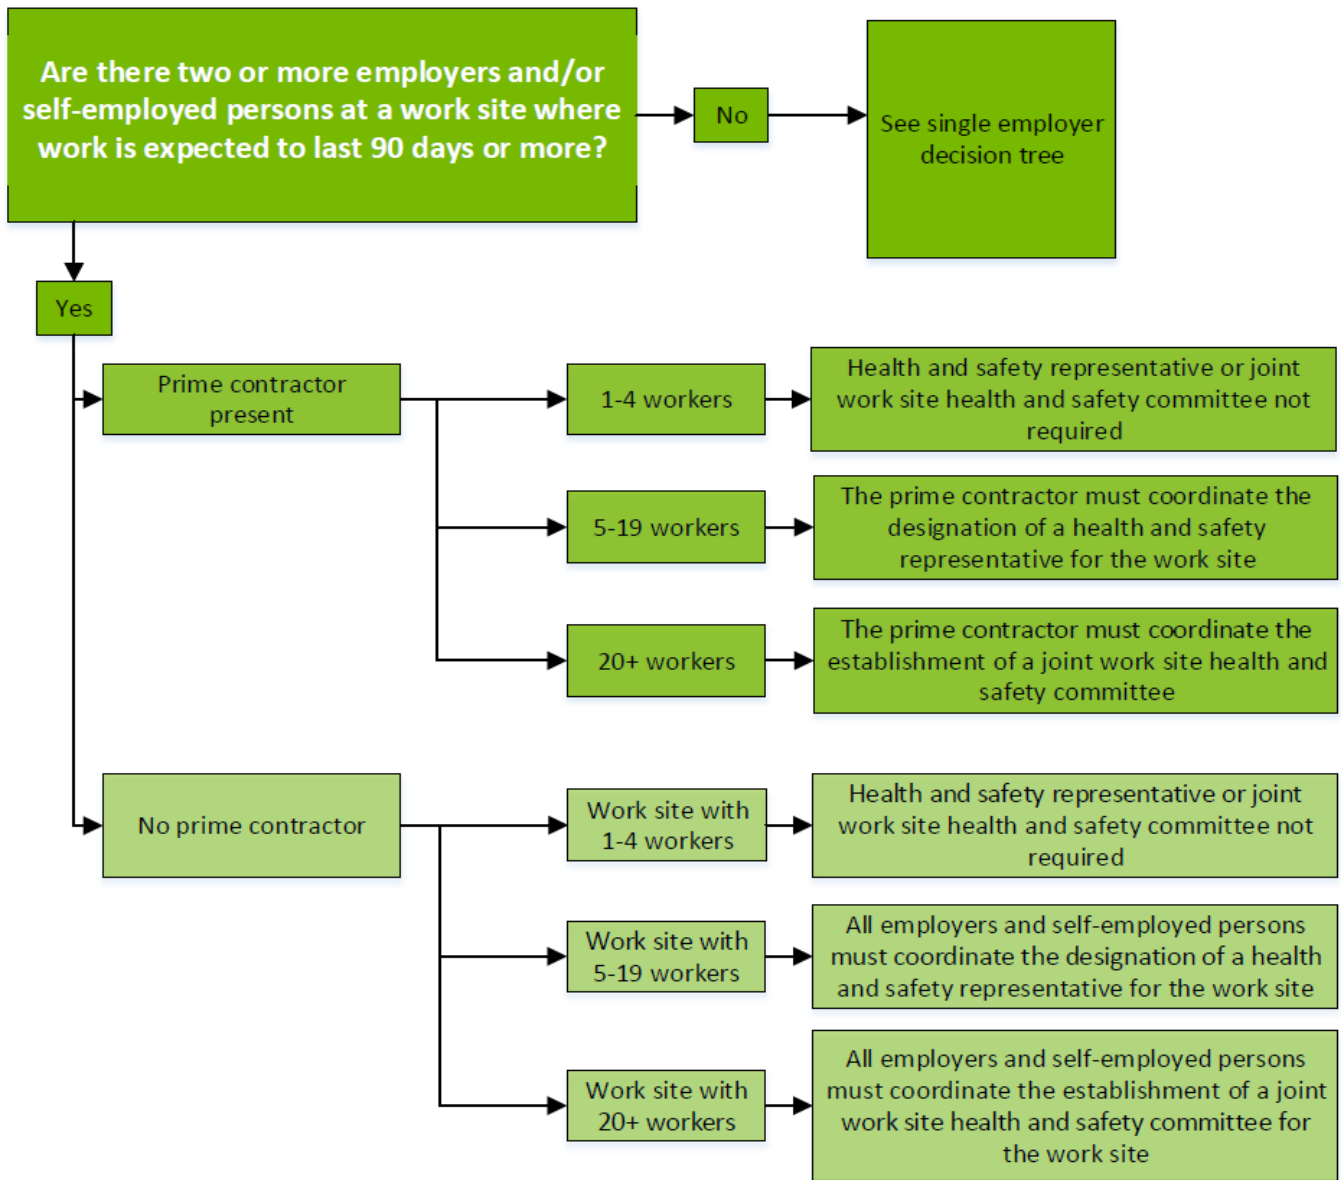 Are there two or more employers and/or
self-employed persons at a work site where
work is expected to last 90 days or more?
No
See single employer
decision tree
Yes
Prime contractor
present
1-4 workers
Health and safety representative or joint
work site health and safety committee not
required
5-19 workers
The prime contractor must coordinate the
designation of a health and safety
representative for the work site
20+ workers
The prime contractor must coordinate the
establishment of a joint work site health and
safety committee
No prime contractor
Work site with
1-4 workers
Health and safety representative or joint
work site health and safety committee not
required
Work site with
5-19 workers
All employers and self-employed persons
must coordinate the designation of a health
and safety representative for the work site
Work site with
20+ workers
All employers and self-employed persons
must coordinate the establishment of a joint
work site health and safety committee for
the work site